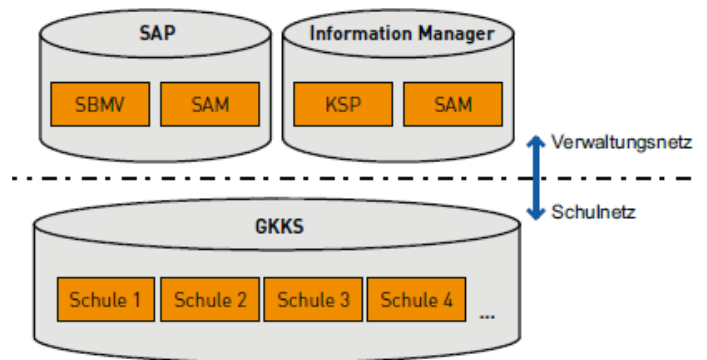 SAP
Information Manager
SBMV
SAM
KSP
SAM
Verwaltungsnetz
Schulnetz
GKKS
Schule 1
Schule 2
Schule 3
Schule 4
...